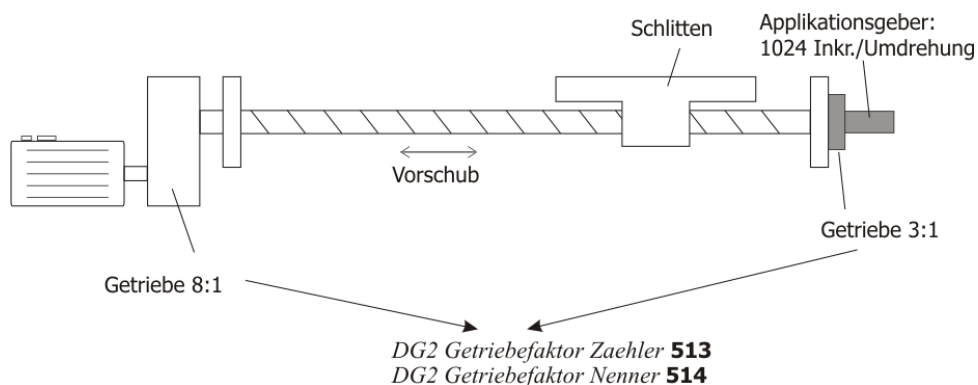 Schlitten
Applikationsgeber:
1024 Inkr./Umdrehung
Vorschub
Getriebe 3:1
Getriebe 8:1
DG2 Getriebefaktor Zaehler 513
DG2 Getriebefaktor Nenner 514